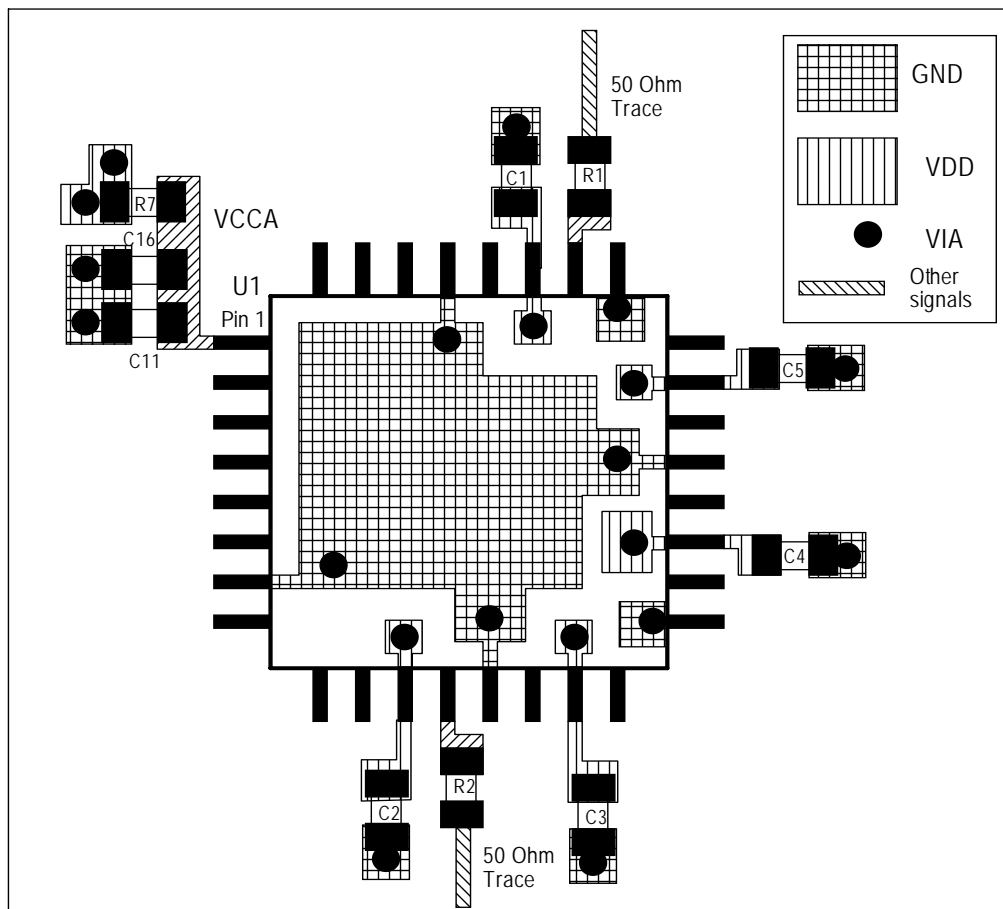 50 Ohm
Trace
GND
C1
R1
VDD
R7
VCCA
C16
VIA
U1
Other
signals
Pin 1
C11
C5
C4
R2
C2
C3
50 Ohm
Trace